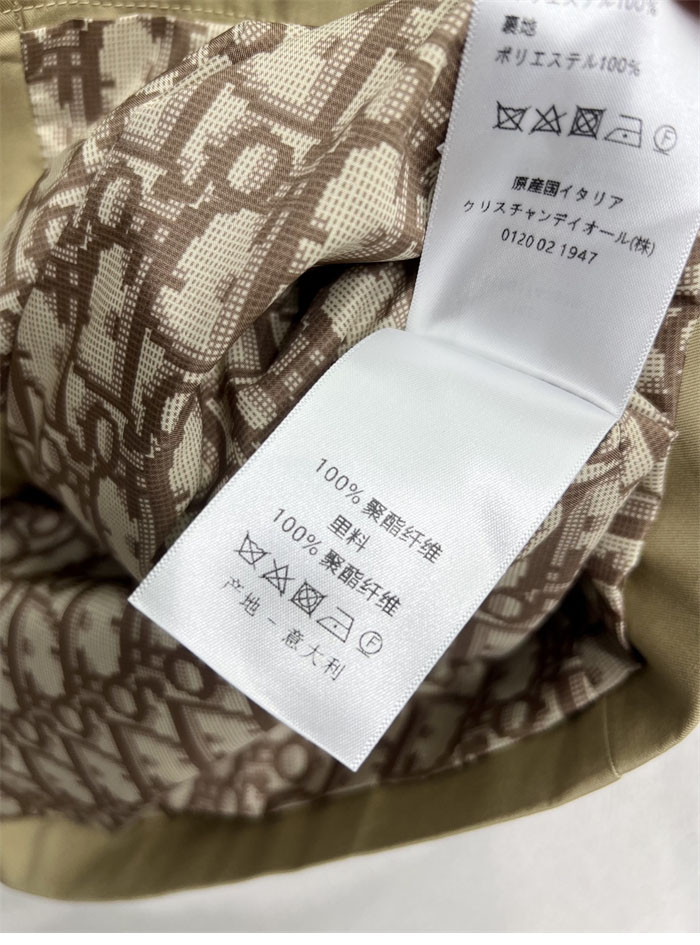 ポリエステル100%
裏地
ポリエステル100%
F
原産国イタリア
クリスチャンディオール(株)
0120 02 1947
100% 聚酯纤维
里料
100% 聚酯纤维
F
产地 - 意大利